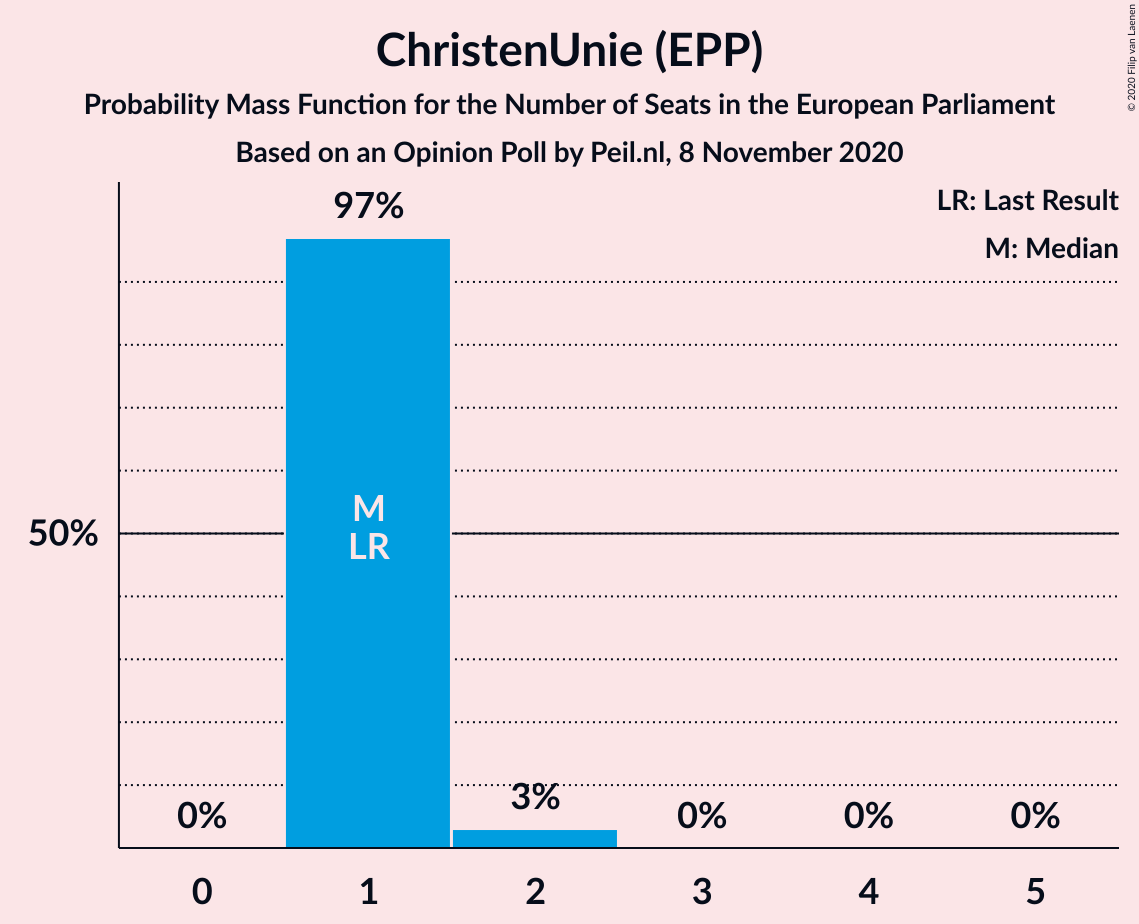 ChristenUnie (EPP)
Probability Mass Function for the Number of Seats in the European Parliament
Based on an Opinion Poll by Peil.nl, 8 November 2020
© 2020 Filip van Laenen
LR: Last Result
M: Median
97%
M
LR
50%
0%
3%
0%
0%
0%
0
1
2
3
4
5